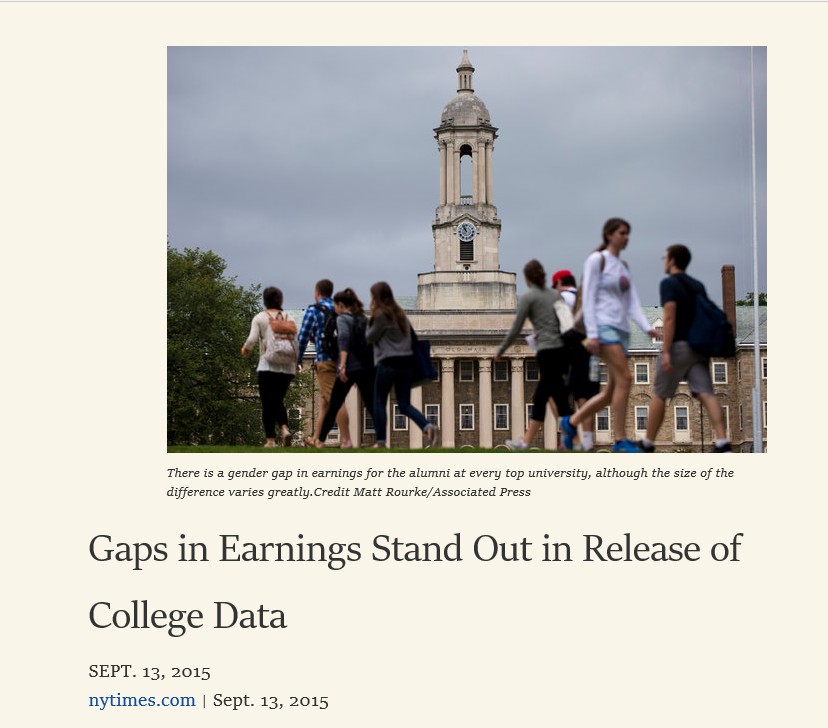 There is a gender gap in earnings for the alumni at every top university, although the size of the
difference varies greatly.Credit Matt Rourke/Associated Press
Gaps in Earnings Stand Out in Release of
College Data
SEPT. 13, 2015
nytimes.com | Sept. 13, 2015